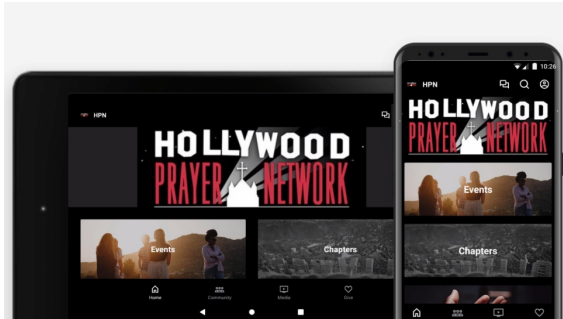 HPN
HOLLYWOOD
PRAYER NETWORK
Events
Chapters
Home
Community
Media
Give
10:26
HPN
HOLLYWOOD
PRAYER NETWORK
Events
Chapters